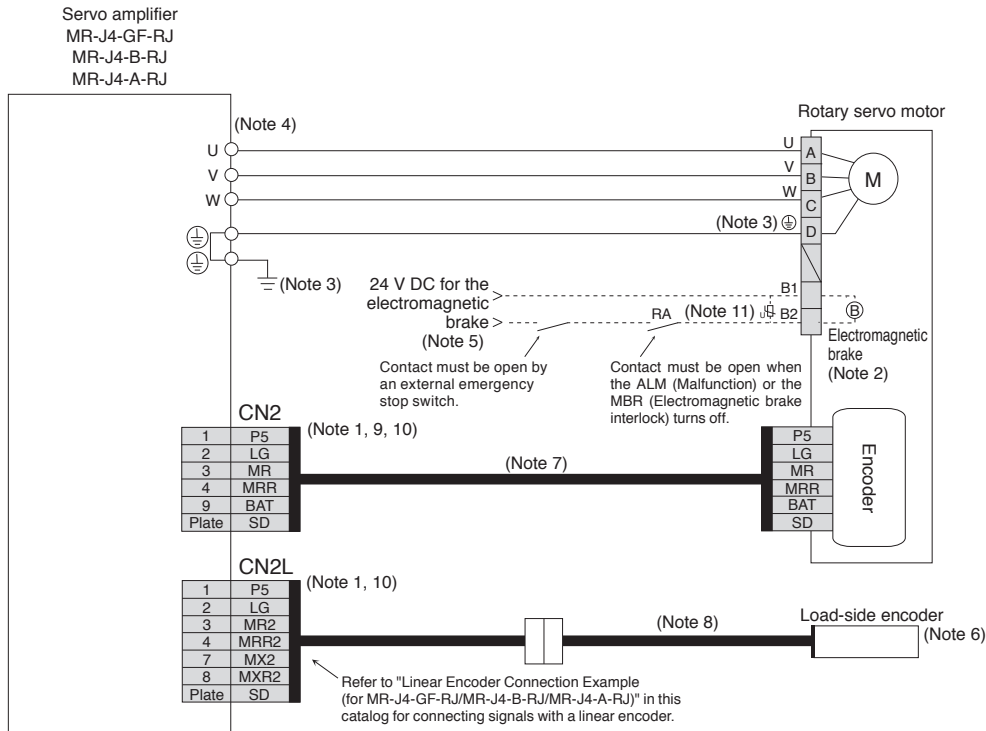 Servo amplifier
MR-J4-GF-RJ
MR-J4-B-RJ
MR-J4-A-RJ
Rotary servo motor
(Note 4)
U
V
W
U
V
W
A
B
C
D
M
(Note 3)
(Note 3)
24 V DC for the
electromagnetic
brake
(Note 5)
RA
(Note 11)
U
B1
B2
B
Electromagnetic
brake
(Note 2)
Contact must be open by
an external emergency
stop switch.
Contact must be open when
the ALM (Malfunction) or the
MBR (Electromagnetic brake
interlock) turns off.
CN2
(Note 1, 9, 10)
1 P5
2 LG
3 MR
4 MRR
9 BAT
Plate SD
(Note 7)
P5
LG
MR
MRR
BAT
SD
Encoder
CN2L
(Note 1, 10)
1 P5
2 LG
3 MR2
4 MRR2
7 MX2
8 MXR2
Plate SD
(Note 8)
Load-side encoder
(Note 6)
Refer to "Linear Encoder Connection Example
(for MR-J4-GF-RJ/MR-J4-B-RJ/MR-J4-A-RJ)" in this
catalog for connecting signals with a linear encoder.